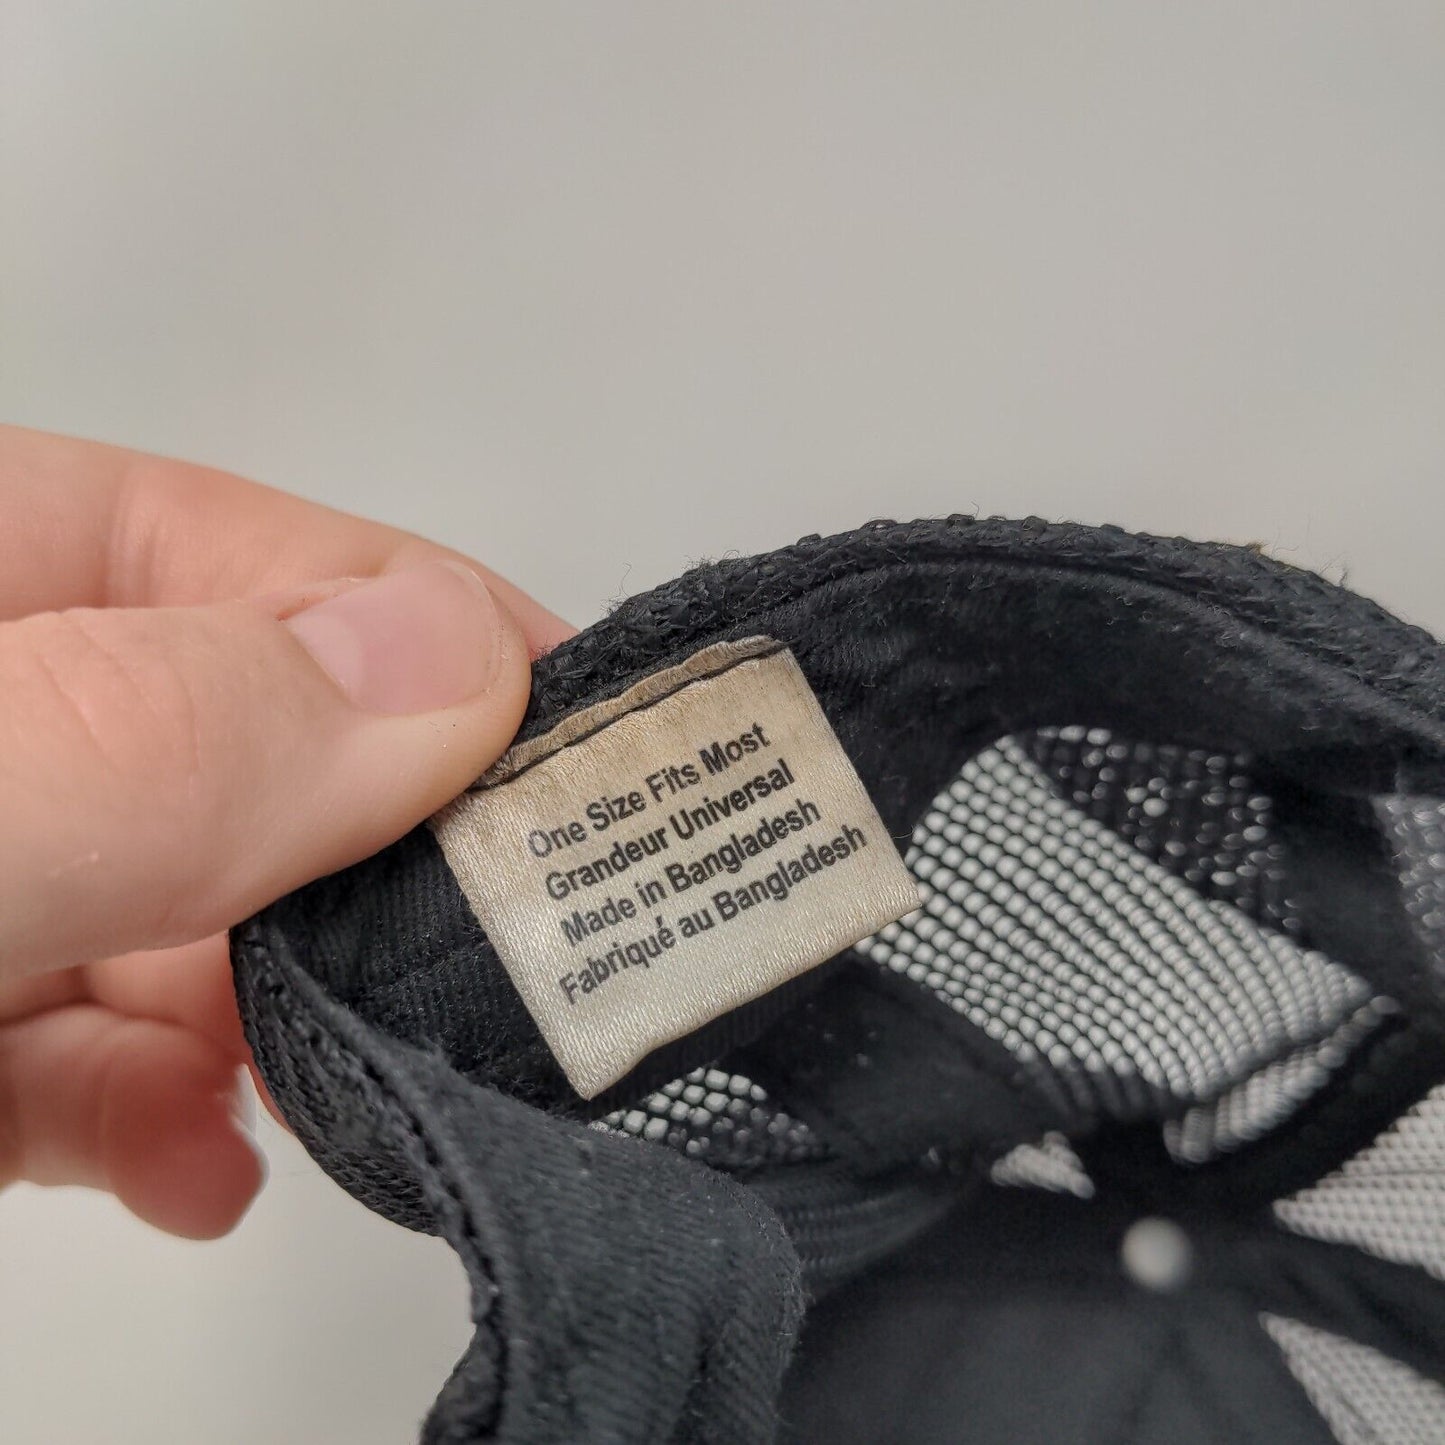 One Size Fits Most
Grandeur Universal
Made in Bangladesh
Fabriqué au Bangladesh